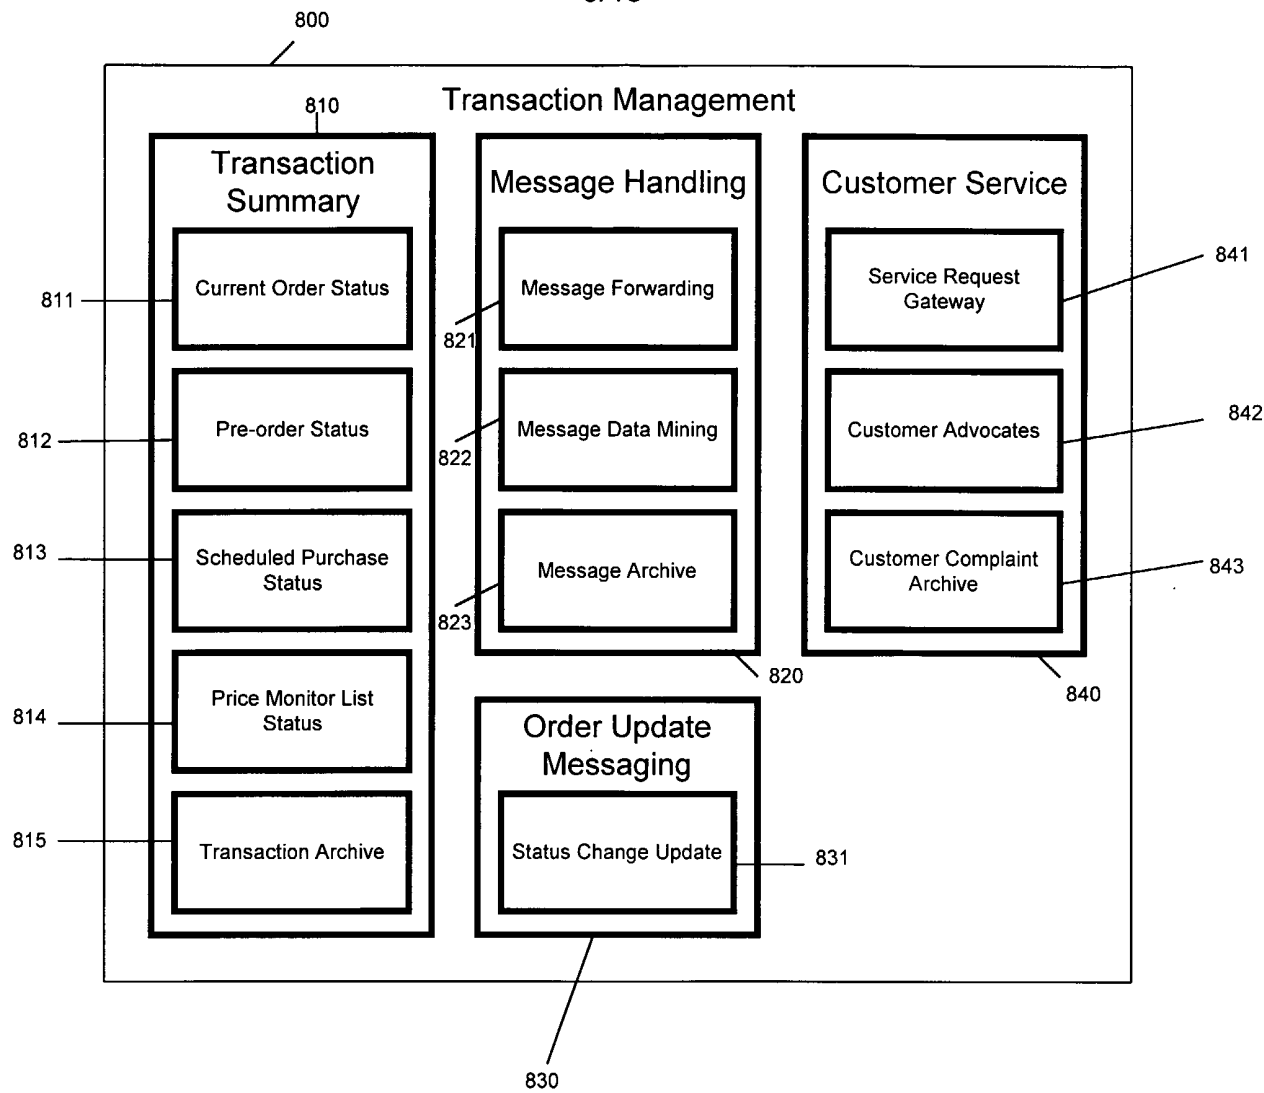 800
Transaction Management
810
Transaction
Summary
Current Order Status
811
Pre-order Status
812
Scheduled Purchase
Status
813
Price Monitor List
Status
814
Transaction Archive
815
Message Handling
Message Forwarding
821
Message Data Mining
822
Message Archive
823
820
Order Update
Messaging
Status Change Update
831
830
Customer Service
Service Request
Gateway
841
Customer Advocates
842
Customer Complaint
Archive
843
840